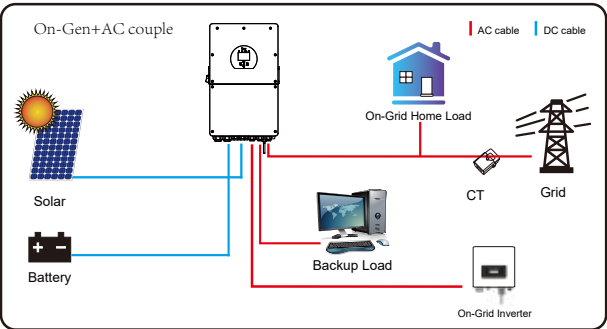 On-Gen+AC couple
AC cable
DC cable
On-Grid Home Load
Solar
CT
Grid
Battery
Backup Load
On-Grid Inverter